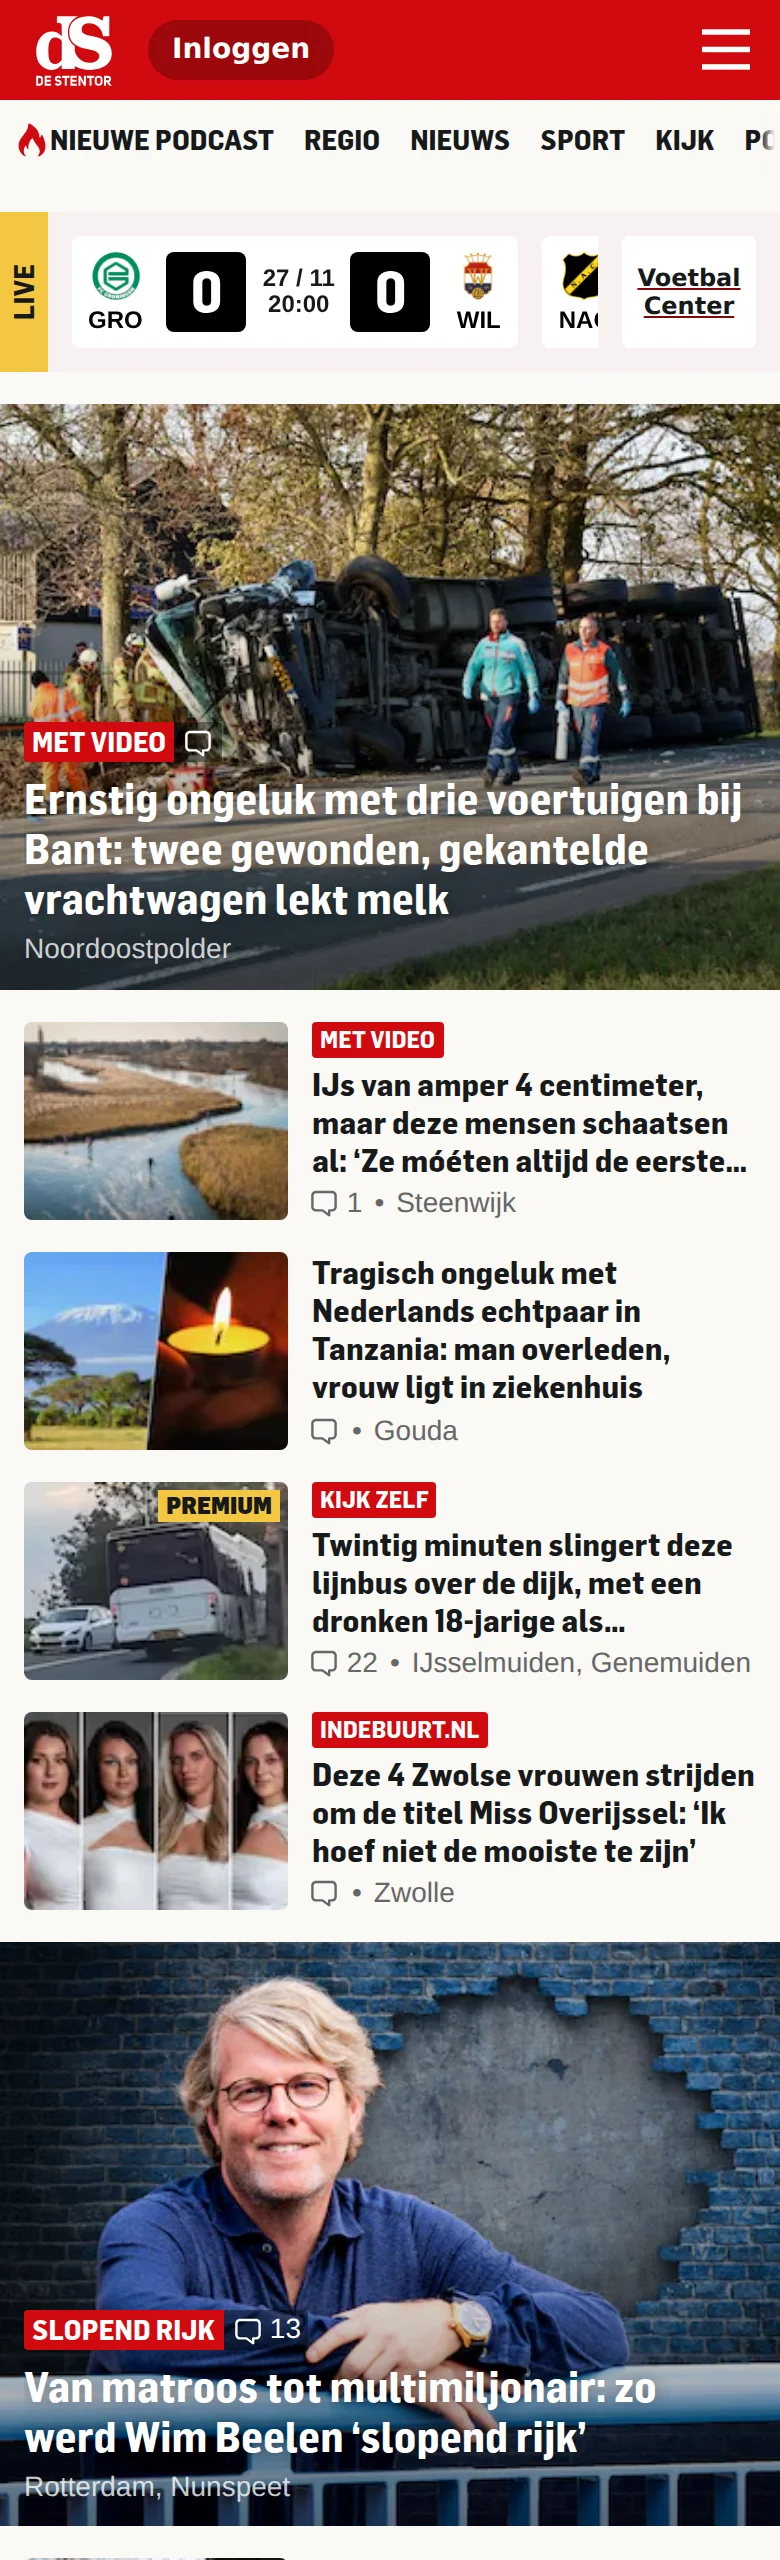 dS
DE STENTOR
Inloggen
NIEUWE PODCAST REGIO NIEUWS SPORT KIJK PO
LIVE
GRO
0
27 / 11
20:00
0
WIL
NAC
Voetbal
Center
MET VIDEO
Ernstig ongeluk met drie voertuigen bij
Bant: twee gewonden, gekantelde
vrachtwagen lekt melk
Noordoostpolder
MET VIDEO
IJs van amper 4 centimeter,
maar deze mensen schaatsen
al: ‘Ze móéten altijd de eerste...
1 • Steenwijk
Tragisch ongeluk met
Nederlands echtpaar in
Tanzania: man overleden,
vrouw ligt in ziekenhuis
• Gouda
PREMIUM
KIJK ZELF
Twintig minuten slingert deze
lijnbus over de dijk, met een
dronken 18-jarige als...
22 • IJsselmuiden, Genemuiden
INDEBUURT.NL
Deze 4 Zwolse vrouwen strijden
om de titel Miss Overijssel: ‘Ik
hoef niet de mooiste te zijn’
• Zwolle
SLOPEND RIJK 13
Van matroos tot multimiljonair: zo
werd Wim Beelen ‘slopend rijk’
Rotterdam, Nunspeet